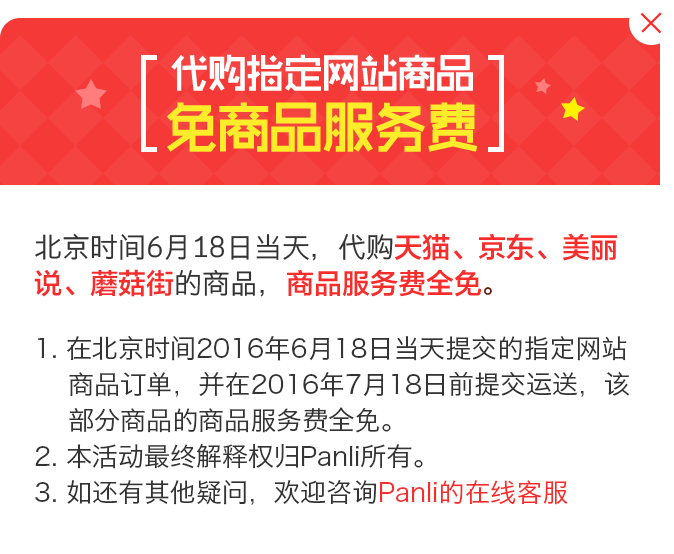 代购指定网站商品
免商品服务费
北京时间6月18日当天，代购天猫、京东、美丽
说、蘑菇街的商品，商品服务费全免。
1. 在北京时间2016年6月18日当天提交的指定网站
商品订单，并在2016年7月18日前提交运送，该
部分商品的商品服务费全免。
2. 本活动最终解释权归Panli所有。
3. 如还有其他疑问，欢迎咨询Panli的在线客服